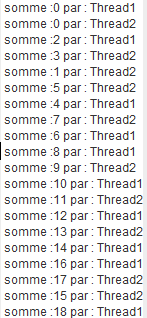 somme :0 par : Thread1
somme :0 par : Thread2
somme :2 par : Thread1
somme :3 par : Thread2
somme :1 par : Thread2
somme :5 par : Thread2
somme :4 par : Thread1
somme :7 par : Thread2
somme :6 par : Thread1
somme :8 par : Thread1
somme :9 par : Thread2
somme :10 par : Thread1
somme :11 par : Thread2
somme :12 par : Thread1
somme :13 par : Thread2
somme :14 par : Thread1
somme :16 par : Thread1
somme :17 par : Thread2
somme :15 par : Thread2
somme :18 par : Thread1